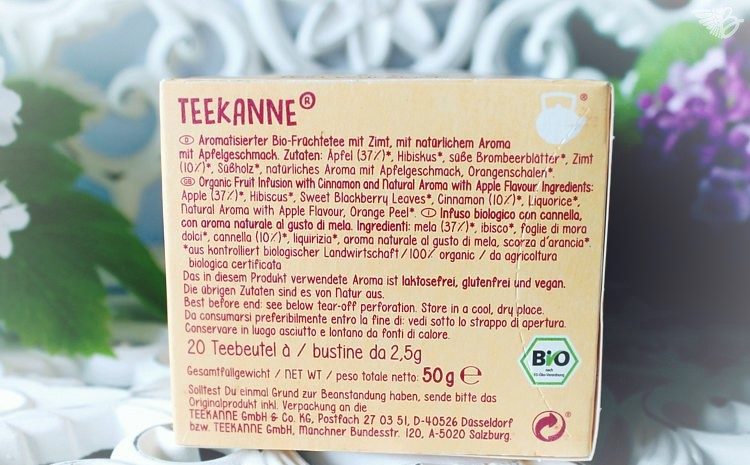 TEEKANNE®
D Aromatisierter Bio-Früchtetee mit Zimt, mit natürlichem Aroma
mit Apfelgeschmack. Zutaten: Äpfel (37%)*, Hibiskus*, süße Brombeerblätter*, Zimt
(10%)*, Süßholz*, natürliches Aroma mit Apfelgeschmack, Orangenschalen*.
GB Organic Fruit Infusion with Cinnamon and Natural Aroma with Apple Flavour. Ingredients:
Apple (37%)*, Hibiscus*, Sweet Blackberry Leaves*, Cinnamon (10%)*, Liquorice*,
Natural Aroma with Apple Flavour, Orange Peel*. I Infuso biologico con cannella,
con aroma naturale al gusto di mela. Ingredienti: mela (37%)*, ibisco*, foglie di mora
dolci*, cannella (10%)*, liquirizia*, aroma naturale al gusto di mela, scorza d'arancia*.
*aus kontrolliert biologischer Landwirtschaft / 100% organic / da agricoltura
biologica certificata
Das in diesem Produkt verwendete Aroma ist laktosefrei, glutenfrei und vegan.
Die übrigen Zutaten sind es von Natur aus.
Best before end: see below tear-off perforation. Store in a cool, dry place.
Da consumarsi preferibilmente entro la fine di: vedi sotto lo strappo di apertura.
Conservare in luogo asciutto e lontano da fonti di calore.
20 Teebeutel à / bustine da 2,5g
Gesamtfüllgewicht / NET WT / peso totale netto: 50 g ℮
Bio
nach
EG-Öko-Verordnung
Solltest Du einmal Grund zur Beanstandung haben, sende bitte das
Originalprodukt inkl. Verpackung an die
TEEKANNE GmbH & Co. KG, Postfach 27 03 51, D-40526 Düsseldorf
bzw. TEEKANNE GmbH, Münchner Bundesstr. 120, A-5020 Salzburg.